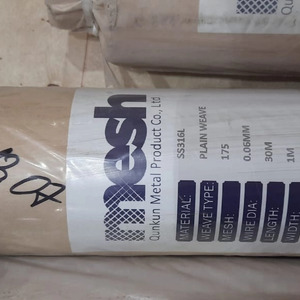 mesh
Qunkun Metal Product Co., Ltd
MATERIAL: SS316L
WEAVE TYPE: PLAIN WEAVE
MESH: 175
WIRE DIA: 0.06MM
LENGTH: 30M
WIDTH: 1M